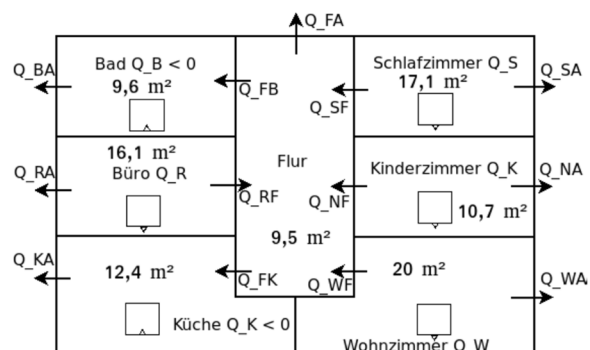 Q_FA
Bad Q_B < 0
9,6 m²
Q_BA
Q_FB
Schlafzimmer Q_S
17,1 m²
Q_SA
Q_SF
16,1 m²
Büro Q_R
Q_RA
Q_RF
Flur
9,5 m²
Kinderzimmer Q_K
10,7 m²
Q_NF
Q_NA
Q_KA
12,4 m²
Q_FK
Küche Q_K < 0
20 m²
Q_WF
Q_WA
Wohnzimmer Q_W